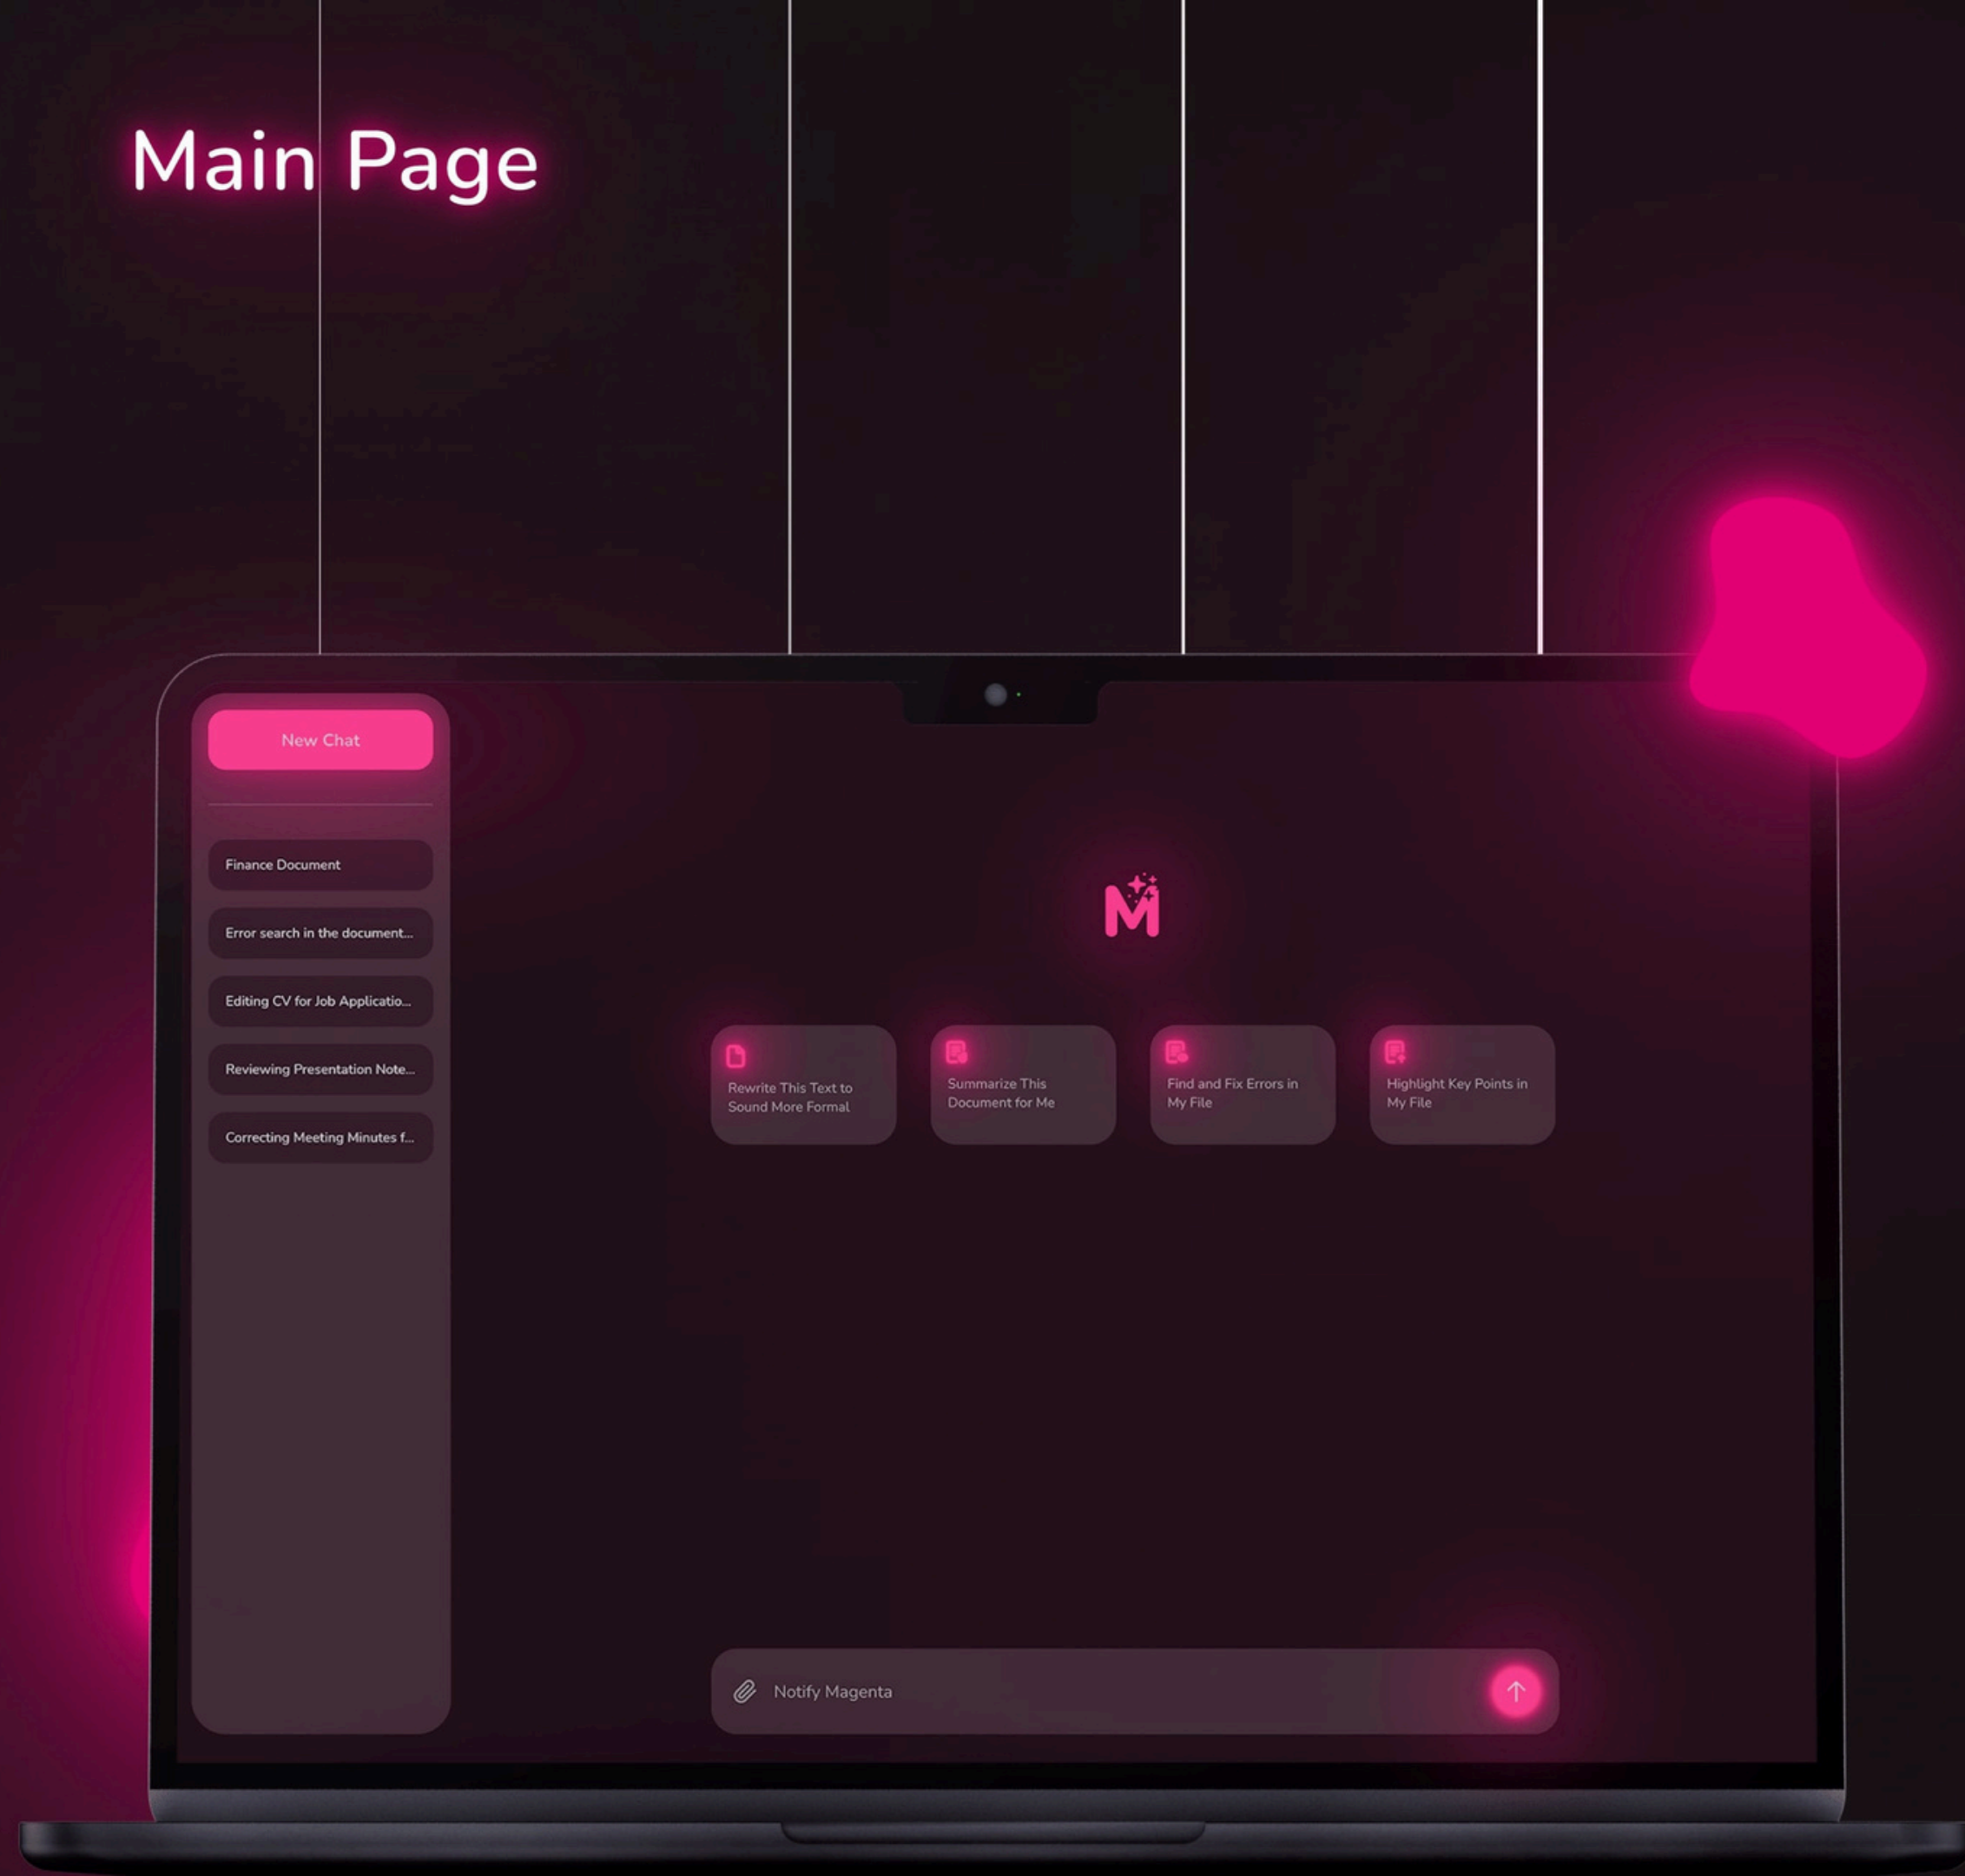 Main Page
New Chat
Finance Document
Error search in the document...
Editing CV for Job Applicatio...
Reviewing Presentation Note...
Correcting Meeting Minutes f...
M
Rewrite This Text to
Sound More Formal
Summarize This
Document for Me
Find and Fix Errors in
My File
Highlight Key Points in
My File
Notify Magenta